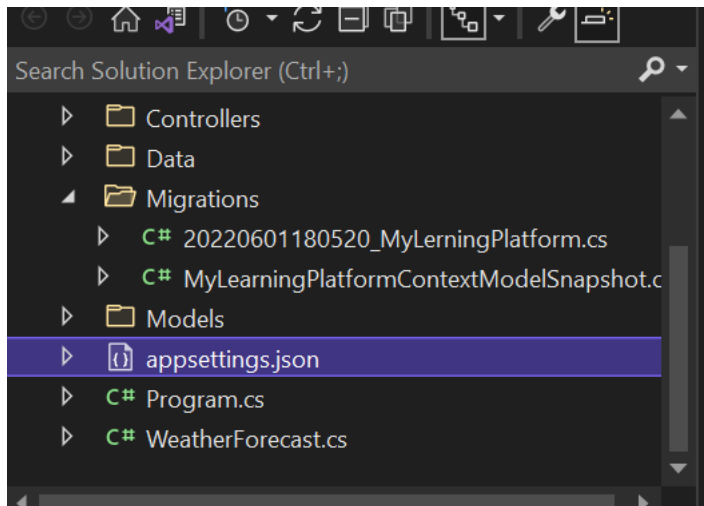 Search Solution Explorer (Ctrl+;)
Controllers
Data
Migrations
C# 20220601180520_MyLerningPlatform.cs
C# MyLearningPlatformContextModelSnapshot.c
Models
appsettings.json
C# Program.cs
C# WeatherForecast.cs